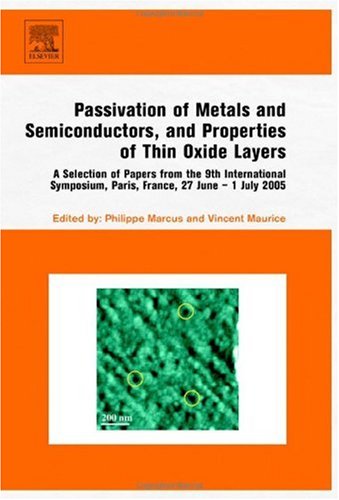 ELSEVIER
Passivation of Metals and
Semiconductors, and Properties
of Thin Oxide Layers
A Selection of Papers from the 9th International
Symposium, Paris, France, 27 June – 1 July 2005
Edited by: Philippe Marcus and Vincent Maurice
200 nm